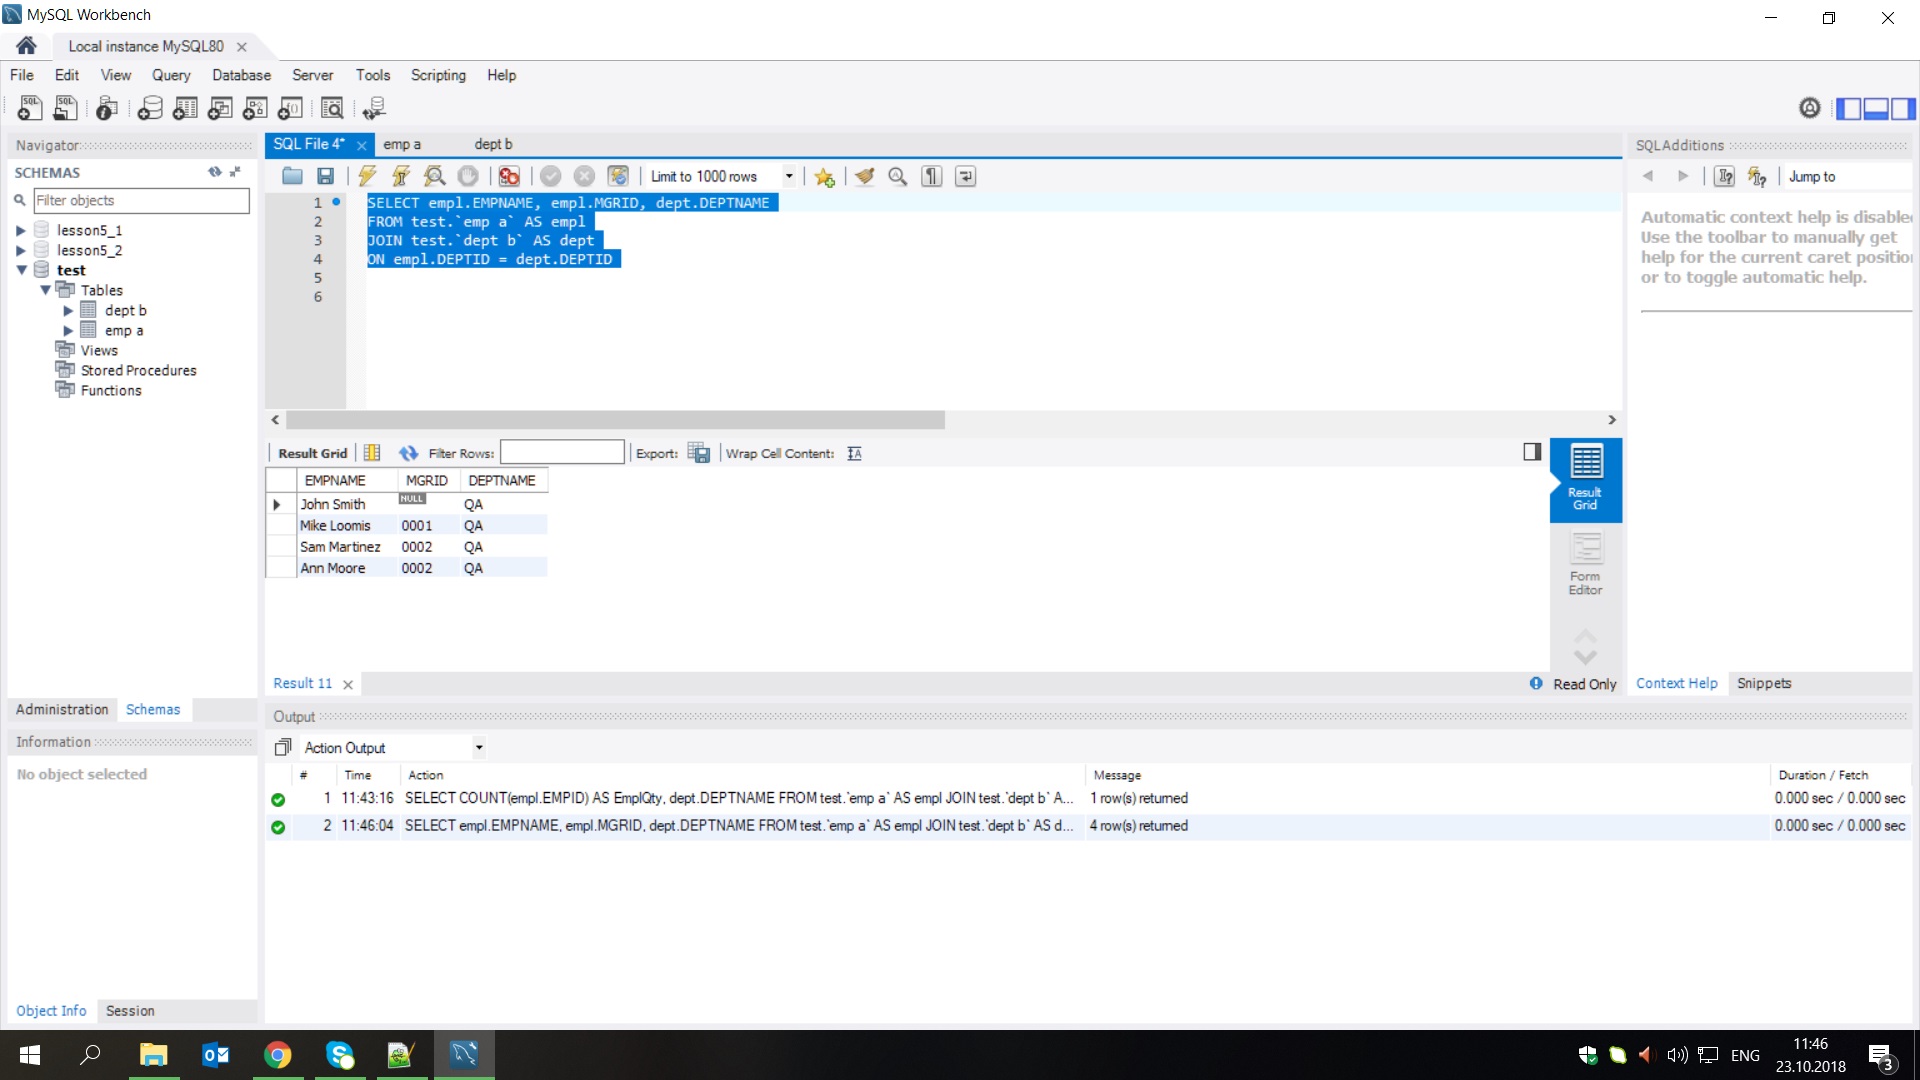 MySQL Workbench
Local instance MySQL80
File Edit View Query Database Server Tools Scripting Help
Navigator
SCHEMAS
Filter objects
lesson5_1
lesson5_2
test
Tables
dept b
emp a
Views
Stored Procedures
Functions
Administration Schemas
Information
No object selected
Object Info Session
SQL File 4* emp a dept b
Limit to 1000 rows
1 SELECT empl.EMPNAME, empl.MGRID, dept.DEPTNAME
2 FROM test.`emp a` AS empl
3 JOIN test.`dept b` AS dept
4 ON empl.DEPTID = dept.DEPTID
5
6
Result Grid Filter Rows: Export: Wrap Cell Content:
EMPNAME MGRID DEPTNAME
John Smith NULL QA
Mike Loomis 0001 QA
Sam Martinez 0002 QA
Ann Moore 0002 QA
Result Grid
Form Editor
Result 11
Read Only
SQLAdditions
Jump to
Automatic context help is disable
Use the toolbar to manually get
help for the current caret positio
or to toggle automatic help.
Context Help Snippets
Output
Action Output
# Time Action Message Duration / Fetch
1 11:43:16 SELECT COUNT(empl.EMPID) AS EmplQty, dept.DEPTNAME FROM test.`emp a` AS empl JOIN test.`dept b` A... 1 row(s) returned 0.000 sec / 0.000 sec
2 11:46:04 SELECT empl.EMPNAME, empl.MGRID, dept.DEPTNAME FROM test.`emp a` AS empl JOIN test.`dept b` AS d... 4 row(s) returned 0.000 sec / 0.000 sec
ENG
11:46
23.10.2018
3